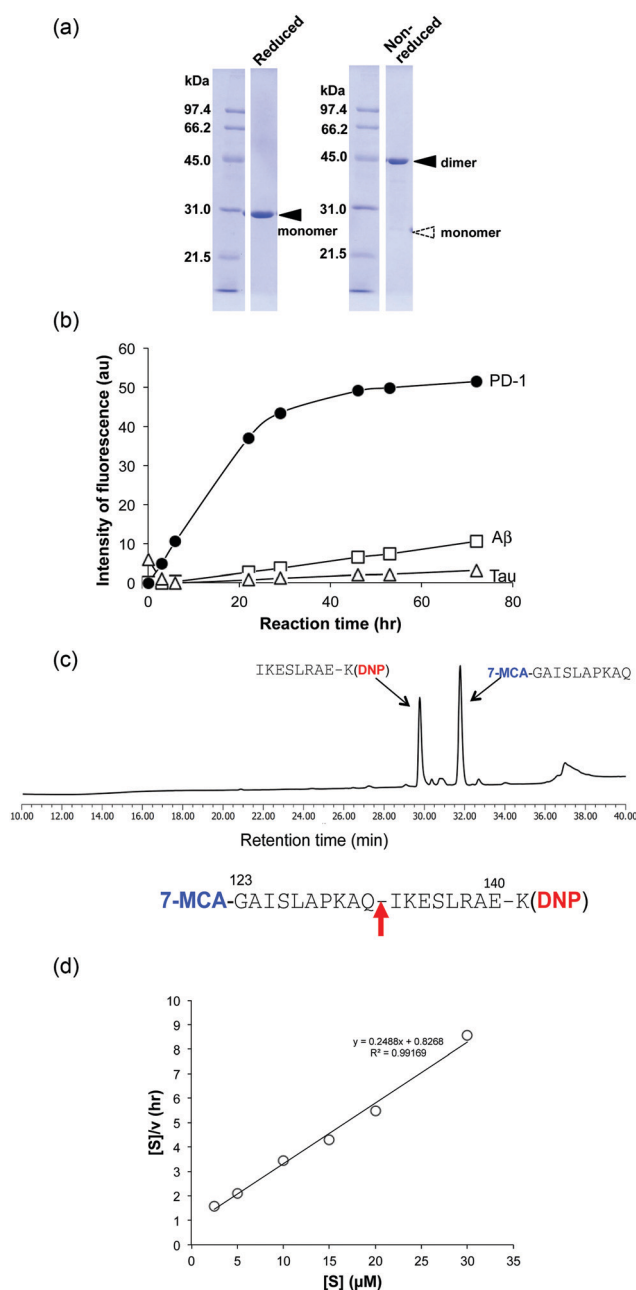 (a)
Reduced
Non-
reduced
kDa
97.4
66.2
45.0
31.0
21.5
monomer
kDa
97.4
66.2
45.0
31.0
21.5
dimer
monomer
(b)
Intensity of fluorescence (au)
60
50
40
30
20
10
0
PD-1
Aβ
Tau
0 20 40 60 80
Reaction time (hr)
(c)
IKESLRAE-K(DNP)
7-MCA-GAISLAPKAQ
10.00 12.00 14.00 16.00 18.00 20.00 22.00 24.00 26.00 28.00 30.00 32.00 34.00 36.00 38.00 40.00
Retention time (min)
123 140
7-MCA-GAISLAPKAQ-IKESLRAE-K(DNP)
(d)
[S]/v (hr)
10
9
8
7
6
5
4
3
2
1
0
y = 0.2488x + 0.8268
R² = 0.99169
0 5 10 15 20 25 30 35
[S] (µM)